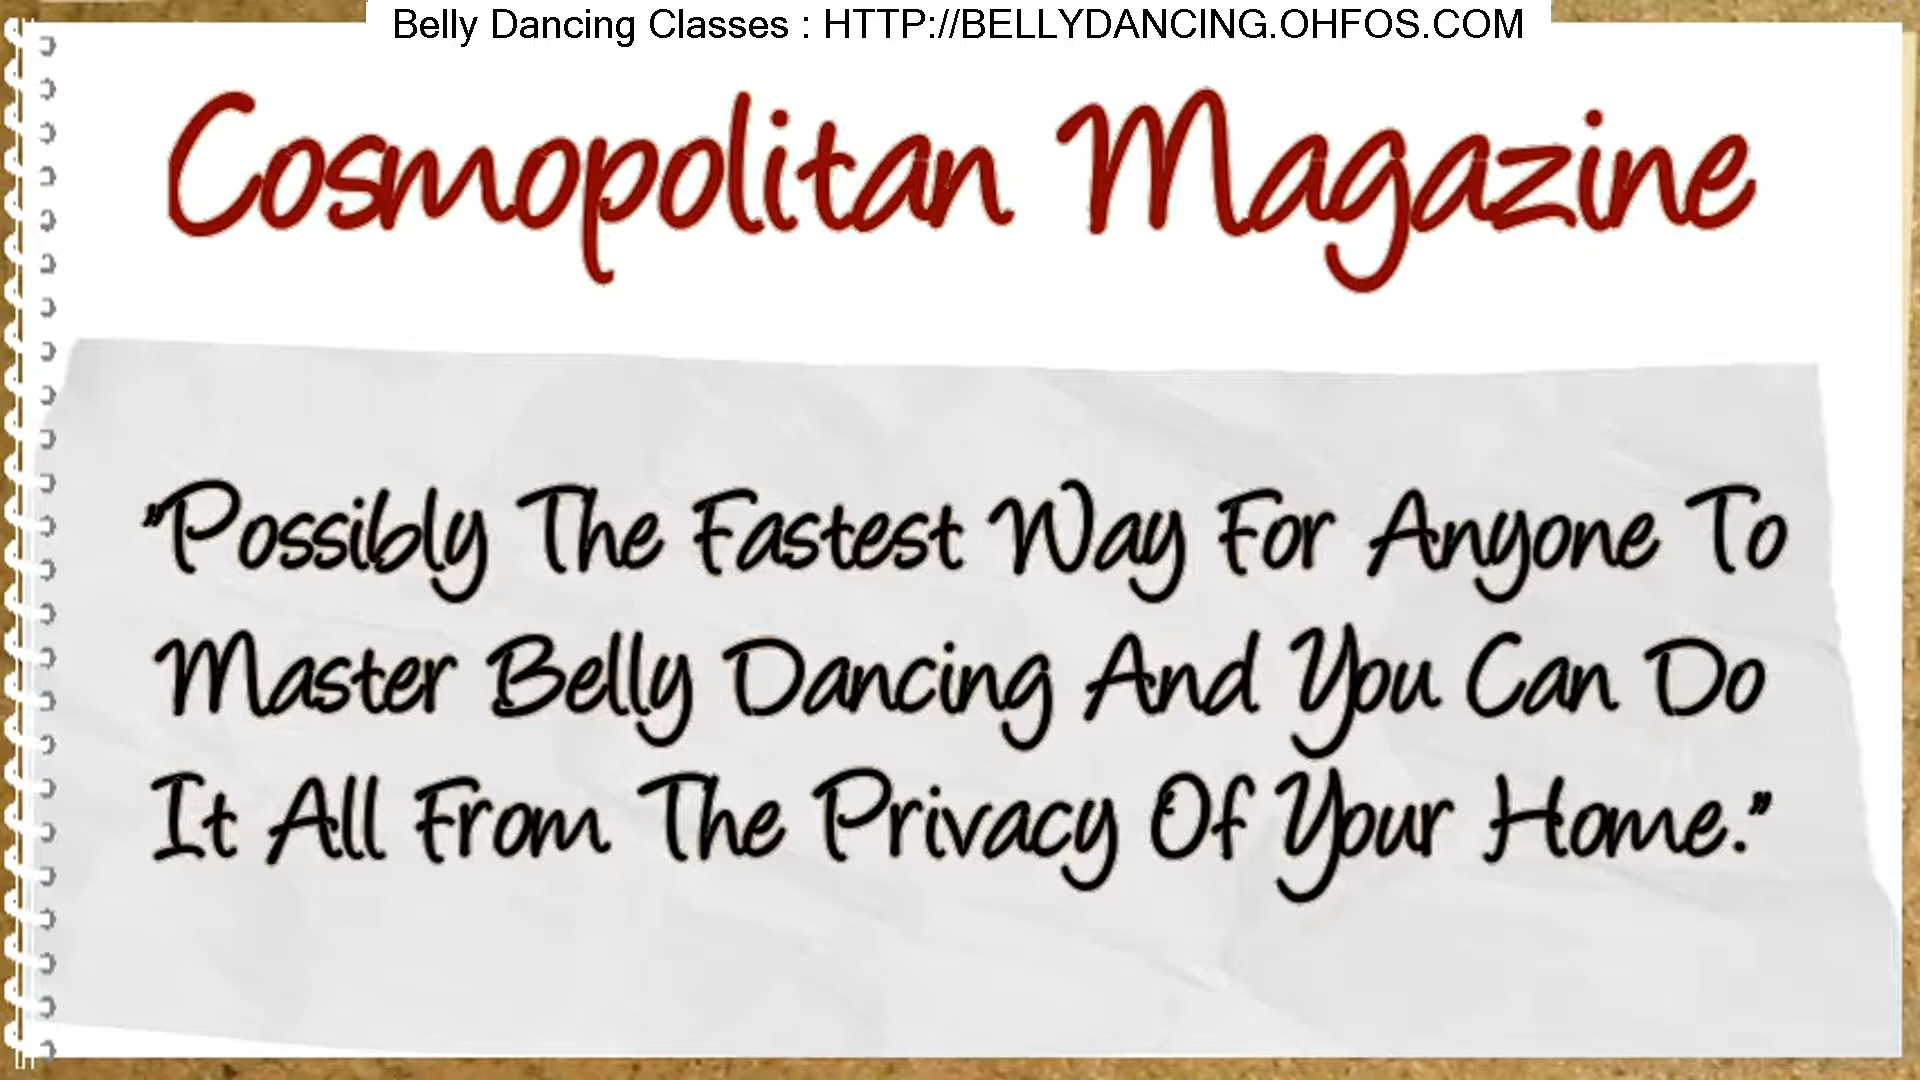 Belly Dancing Classes : HTTP://BELLYDANCING.OHFOS.COM
Cosmopolitan Magazine
"Possibly The Fastest Way For Anyone To
Master Belly Dancing And You Can Do
It All From The Privacy Of Your Home."